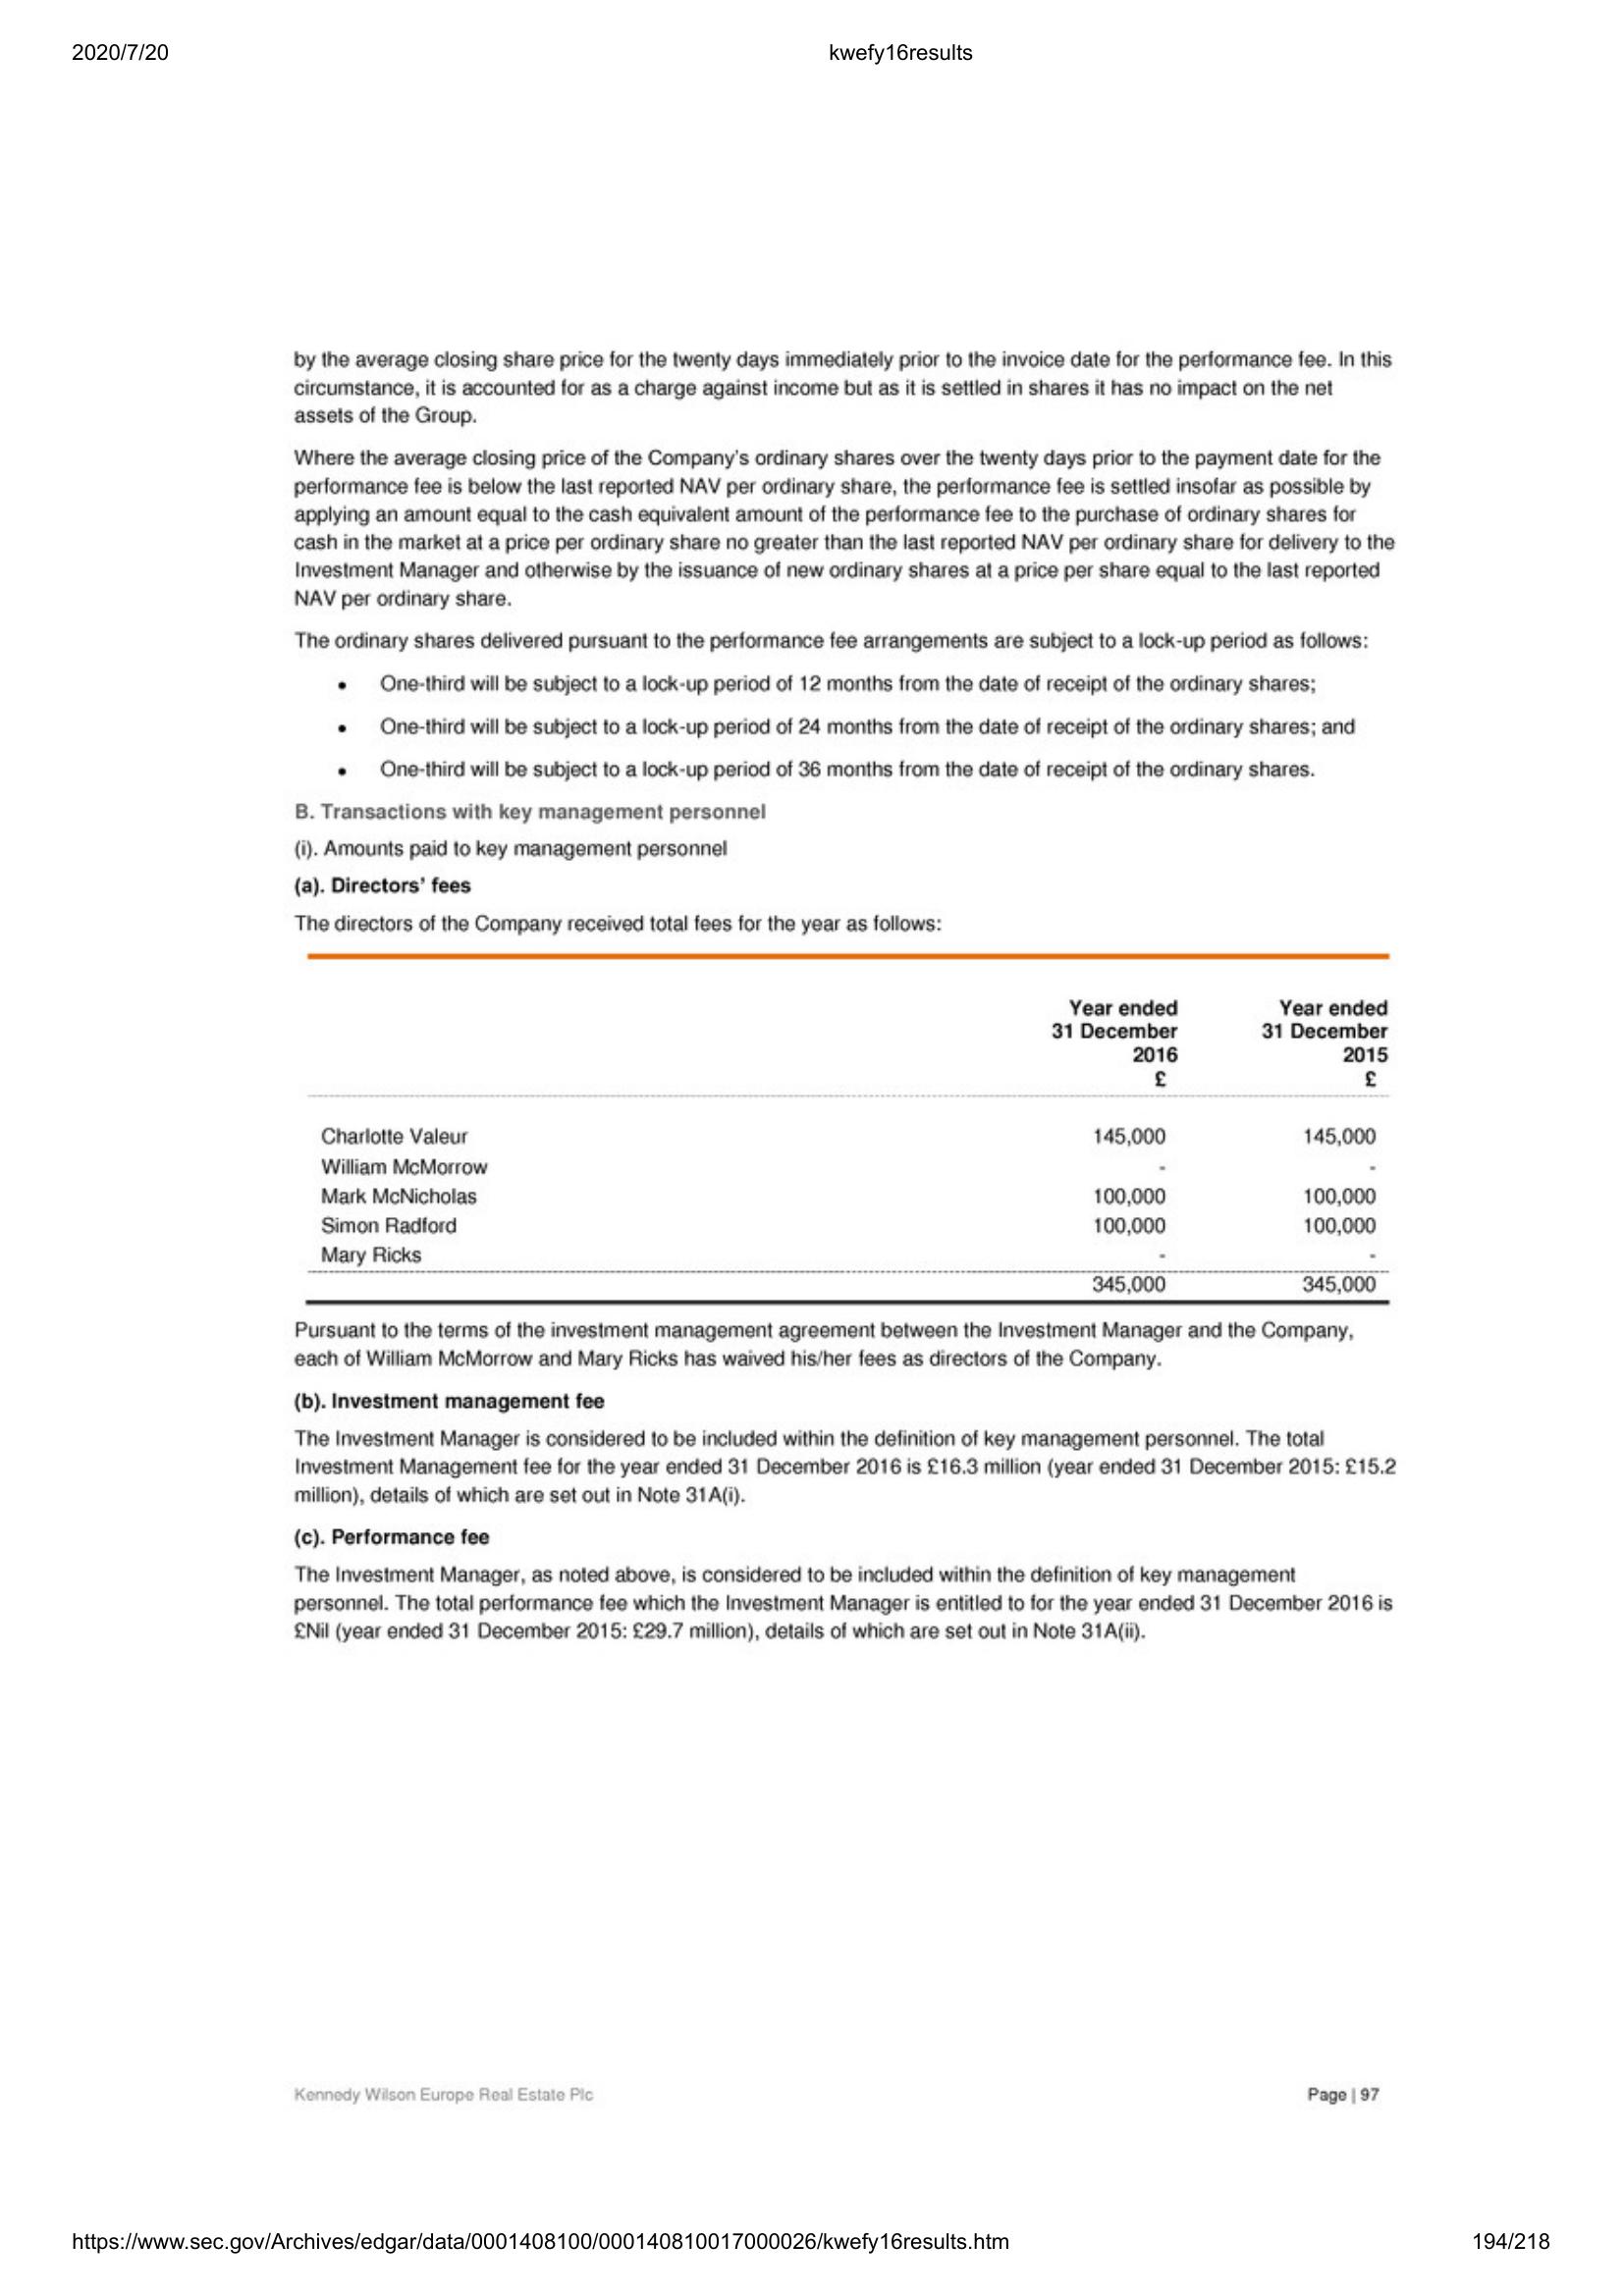 2020/7/20 kwefy16results
by the average closing share price for the twenty days immediately prior to the invoice date for the performance fee. In this
circumstance, it is accounted for as a charge against income but as it is settled in shares it has no impact on the net
assets of the Group.
Where the average closing price of the Company's ordinary shares over the twenty days prior to the payment date for the
performance fee is below the last reported NAV per ordinary share, the performance fee is settled insofar as possible by
applying an amount equal to the cash equivalent amount of the performance fee to the purchase of ordinary shares for
cash in the market at a price per ordinary share no greater than the last reported NAV per ordinary share for delivery to the
Investment Manager and otherwise by the issuance of new ordinary shares at a price per share equal to the last reported
NAV per ordinary share.
The ordinary shares delivered pursuant to the performance fee arrangements are subject to a lock-up period as follows:
• One-third will be subject to a lock-up period of 12 months from the date of receipt of the ordinary shares;
• One-third will be subject to a lock-up period of 24 months from the date of receipt of the ordinary shares; and
• One-third will be subject to a lock-up period of 36 months from the date of receipt of the ordinary shares.
B. Transactions with key management personnel
(i). Amounts paid to key management personnel
(a). Directors' fees
The directors of the Company received total fees for the year as follows:
Year ended Year ended
31 December 31 December
2016 2015
£ £
Charlotte Valeur 145,000 145,000
William McMorrow - -
Mark McNicholas 100,000 100,000
Simon Radford 100,000 100,000
Mary Ricks - -
345,000 345,000
Pursuant to the terms of the investment management agreement between the Investment Manager and the Company,
each of William McMorrow and Mary Ricks has waived his/her fees as directors of the Company.
(b). Investment management fee
The Investment Manager is considered to be included within the definition of key management personnel. The total
Investment Management fee for the year ended 31 December 2016 is £16.3 million (year ended 31 December 2015: £15.2
million), details of which are set out in Note 31A(i).
(c). Performance fee
The Investment Manager, as noted above, is considered to be included within the definition of key management
personnel. The total performance fee which the Investment Manager is entitled to for the year ended 31 December 2016 is
£Nil (year ended 31 December 2015: £29.7 million), details of which are set out in Note 31A(ii).
Kennedy Wilson Europe Real Estate Plc Page | 97
https://www.sec.gov/Archives/edgar/data/0001408100/000140810017000026/kwefy16results.htm 194/218